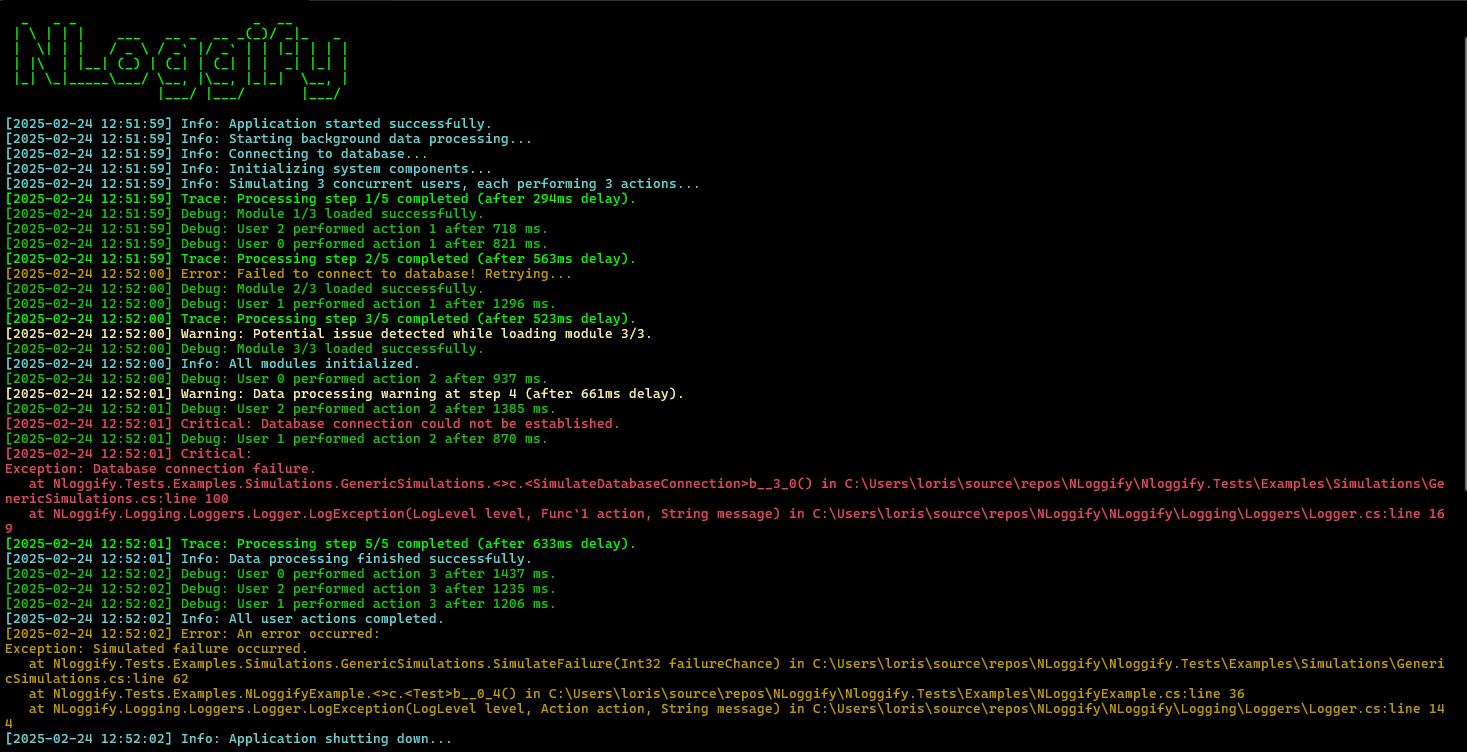 NLoggify
[2025-02-24 12:51:59] Info: Application started successfully.
[2025-02-24 12:51:59] Info: Starting background data processing...
[2025-02-24 12:51:59] Info: Connecting to database...
[2025-02-24 12:51:59] Info: Initializing system components...
[2025-02-24 12:51:59] Info: Simulating 3 concurrent users, each performing 3 actions...
[2025-02-24 12:51:59] Trace: Processing step 1/5 completed (after 294ms delay).
[2025-02-24 12:51:59] Debug: Module 1/3 loaded successfully.
[2025-02-24 12:51:59] Debug: User 2 performed action 1 after 718 ms.
[2025-02-24 12:51:59] Debug: User 0 performed action 1 after 821 ms.
[2025-02-24 12:51:59] Trace: Processing step 2/5 completed (after 563ms delay).
[2025-02-24 12:52:00] Error: Failed to connect to database! Retrying...
[2025-02-24 12:52:00] Debug: Module 2/3 loaded successfully.
[2025-02-24 12:52:00] Debug: User 1 performed action 1 after 1296 ms.
[2025-02-24 12:52:00] Trace: Processing step 3/5 completed (after 523ms delay).
[2025-02-24 12:52:00] Warning: Potential issue detected while loading module 3/3.
[2025-02-24 12:52:00] Debug: Module 3/3 loaded successfully.
[2025-02-24 12:52:00] Info: All modules initialized.
[2025-02-24 12:52:00] Debug: User 0 performed action 2 after 937 ms.
[2025-02-24 12:52:01] Warning: Data processing warning at step 4 (after 661ms delay).
[2025-02-24 12:52:01] Debug: User 2 performed action 2 after 1385 ms.
[2025-02-24 12:52:01] Critical: Database connection could not be established.
[2025-02-24 12:52:01] Debug: User 1 performed action 2 after 870 ms.
[2025-02-24 12:52:01] Critical:
Exception: Database connection failure.
   at Nloggify.Tests.Examples.Simulations.GenericSimulations.<>c.<SimulateDatabaseConnection>b__3_0() in C:\Users\loris\source\repos\NLoggify\Nloggify.Tests\Examples\Simulations\Ge
nericSimulations.cs:line 100
   at NLoggify.Logging.Loggers.Logger.LogException(LogLevel level, Func`1 action, String message) in C:\Users\loris\source\repos\NLoggify\NLoggify\Logging\Loggers\Logger.cs:line 16
9
[2025-02-24 12:52:01] Trace: Processing step 5/5 completed (after 633ms delay).
[2025-02-24 12:52:01] Info: Data processing finished successfully.
[2025-02-24 12:52:02] Debug: User 0 performed action 3 after 1437 ms.
[2025-02-24 12:52:02] Debug: User 2 performed action 3 after 1235 ms.
[2025-02-24 12:52:02] Debug: User 1 performed action 3 after 1206 ms.
[2025-02-24 12:52:02] Info: All user actions completed.
[2025-02-24 12:52:02] Error: An error occurred:
Exception: Simulated failure occurred.
   at Nloggify.Tests.Examples.Simulations.GenericSimulations.SimulateFailure(Int32 failureChance) in C:\Users\loris\source\repos\NLoggify\Nloggify.Tests\Examples\Simulations\Generi
cSimulations.cs:line 62
   at Nloggify.Tests.Examples.NLoggifyExample.<>c.<Test>b__0_4() in C:\Users\loris\source\repos\NLoggify\Nloggify.Tests\Examples\NLoggifyExample.cs:line 36
   at NLoggify.Logging.Loggers.Logger.LogException(LogLevel level, Action action, String message) in C:\Users\loris\source\repos\NLoggify\NLoggify\Logging\Loggers\Logger.cs:line 14
4
[2025-02-24 12:52:02] Info: Application shutting down...